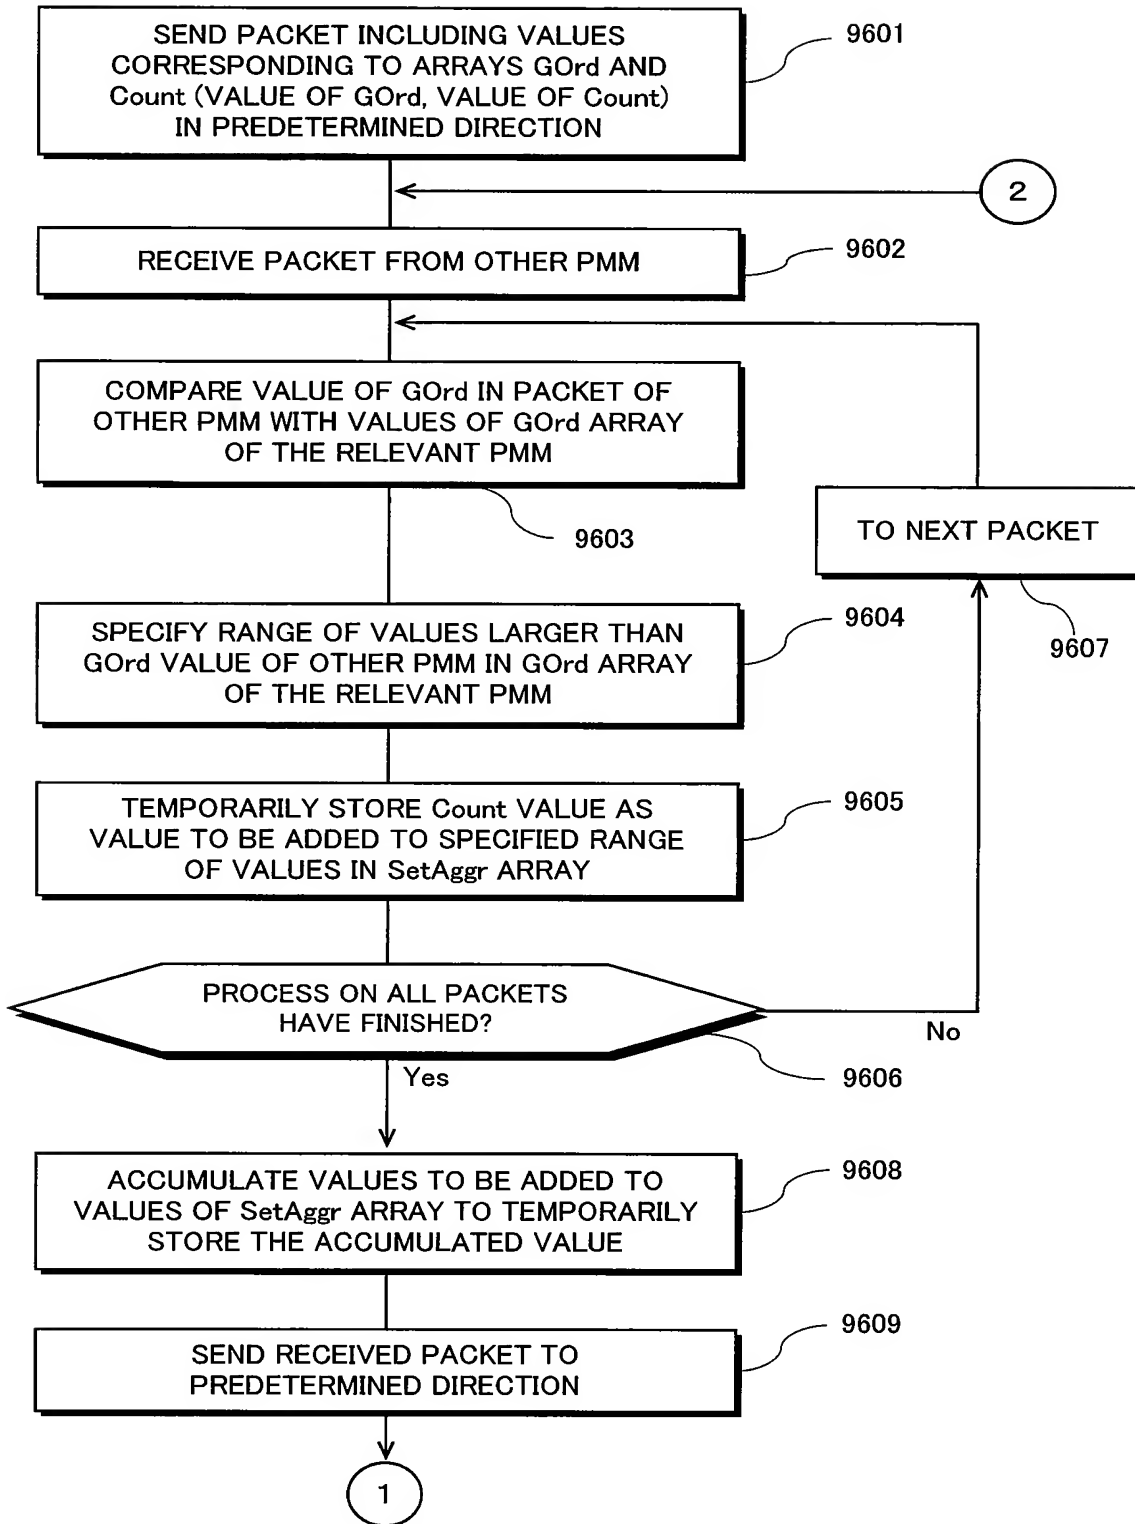 SEND PACKET INCLUDING VALUES
CORRESPONDING TO ARRAYS GOrd AND
Count (VALUE OF GOrd, VALUE OF Count)
IN PREDETERMINED DIRECTION
9601
2
RECEIVE PACKET FROM OTHER PMM
9602
COMPARE VALUE OF GOrd IN PACKET OF
OTHER PMM WITH VALUES OF GOrd ARRAY
OF THE RELEVANT PMM
9603
TO NEXT PACKET
9607
SPECIFY RANGE OF VALUES LARGER THAN
GOrd VALUE OF OTHER PMM IN GOrd ARRAY
OF THE RELEVANT PMM
9604
TEMPORARILY STORE Count VALUE AS
VALUE TO BE ADDED TO SPECIFIED RANGE
OF VALUES IN SetAggr ARRAY
9605
PROCESS ON ALL PACKETS
HAVE FINISHED?
No
Yes
9606
ACCUMULATE VALUES TO BE ADDED TO
VALUES OF SetAggr ARRAY TO TEMPORARILY
STORE THE ACCUMULATED VALUE
9608
SEND RECEIVED PACKET TO
PREDETERMINED DIRECTION
9609
1